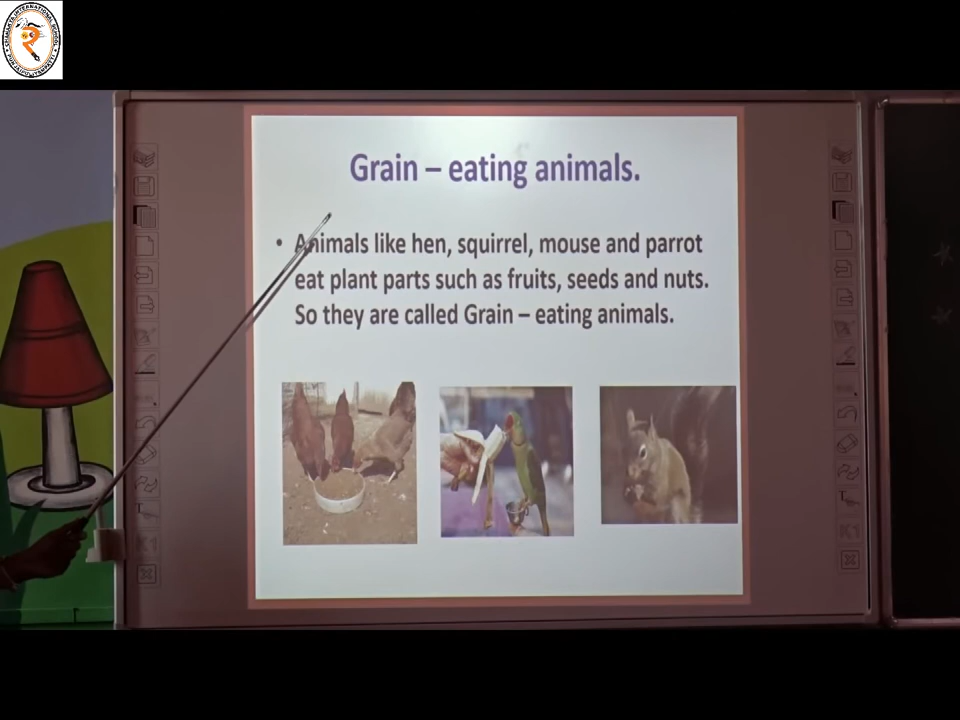 Grain – eating animals.
• Animals like hen, squirrel, mouse and parrot
eat plant parts such as fruits, seeds and nuts.
So they are called Grain – eating animals.